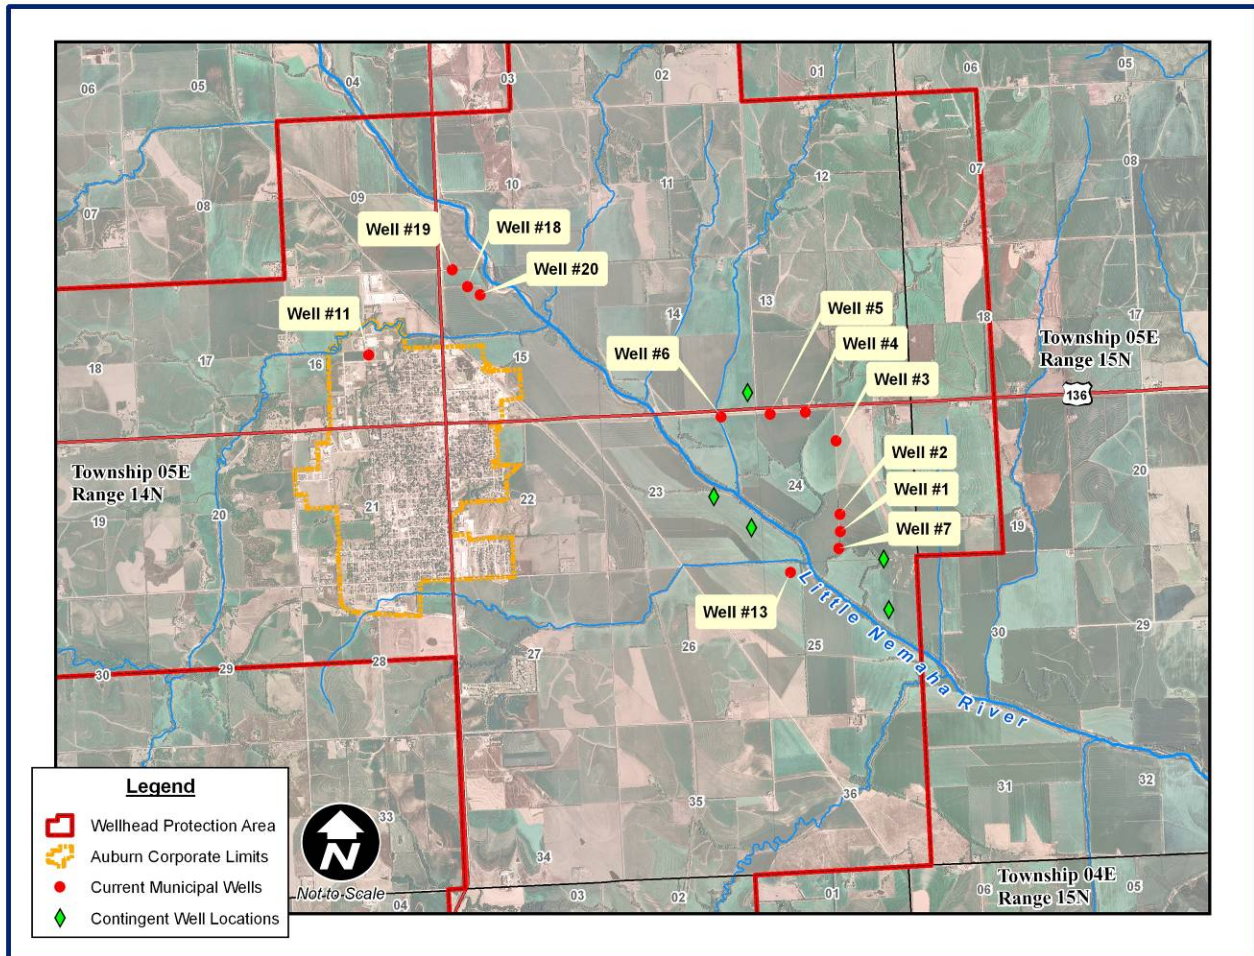 04
03
02
01
06
05
06
05
07
08
09
10
11
12
07
08
Well #19
Well #18
Well #20
Well #11
18
17
16
15
14
13
18
17
Well #6
Well #5
Well #4
Well #3
Township 05E
Range 15N
136
Township 05E
Range 14N
19
20
21
22
23
24
19
20
Well #2
Well #1
Well #7
Well #13
Little Nemaha River
30
29
28
27
26
25
30
29
33
34
35
36
31
32
04
03
02
01
06
05
Township 04E
Range 15N
Legend
Wellhead Protection Area
Auburn Corporate Limits
Current Municipal Wells
Contingent Well Locations
N
Not-to-Scale